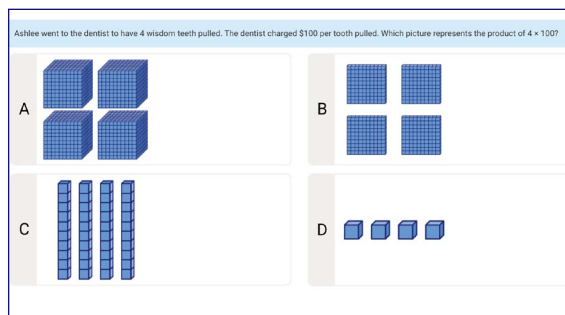 Ashlee went to the dentist to have 4 wisdom teeth pulled. The dentist charged $100 per tooth pulled. Which picture represents the product of 4 × 100?
A
B
C
D